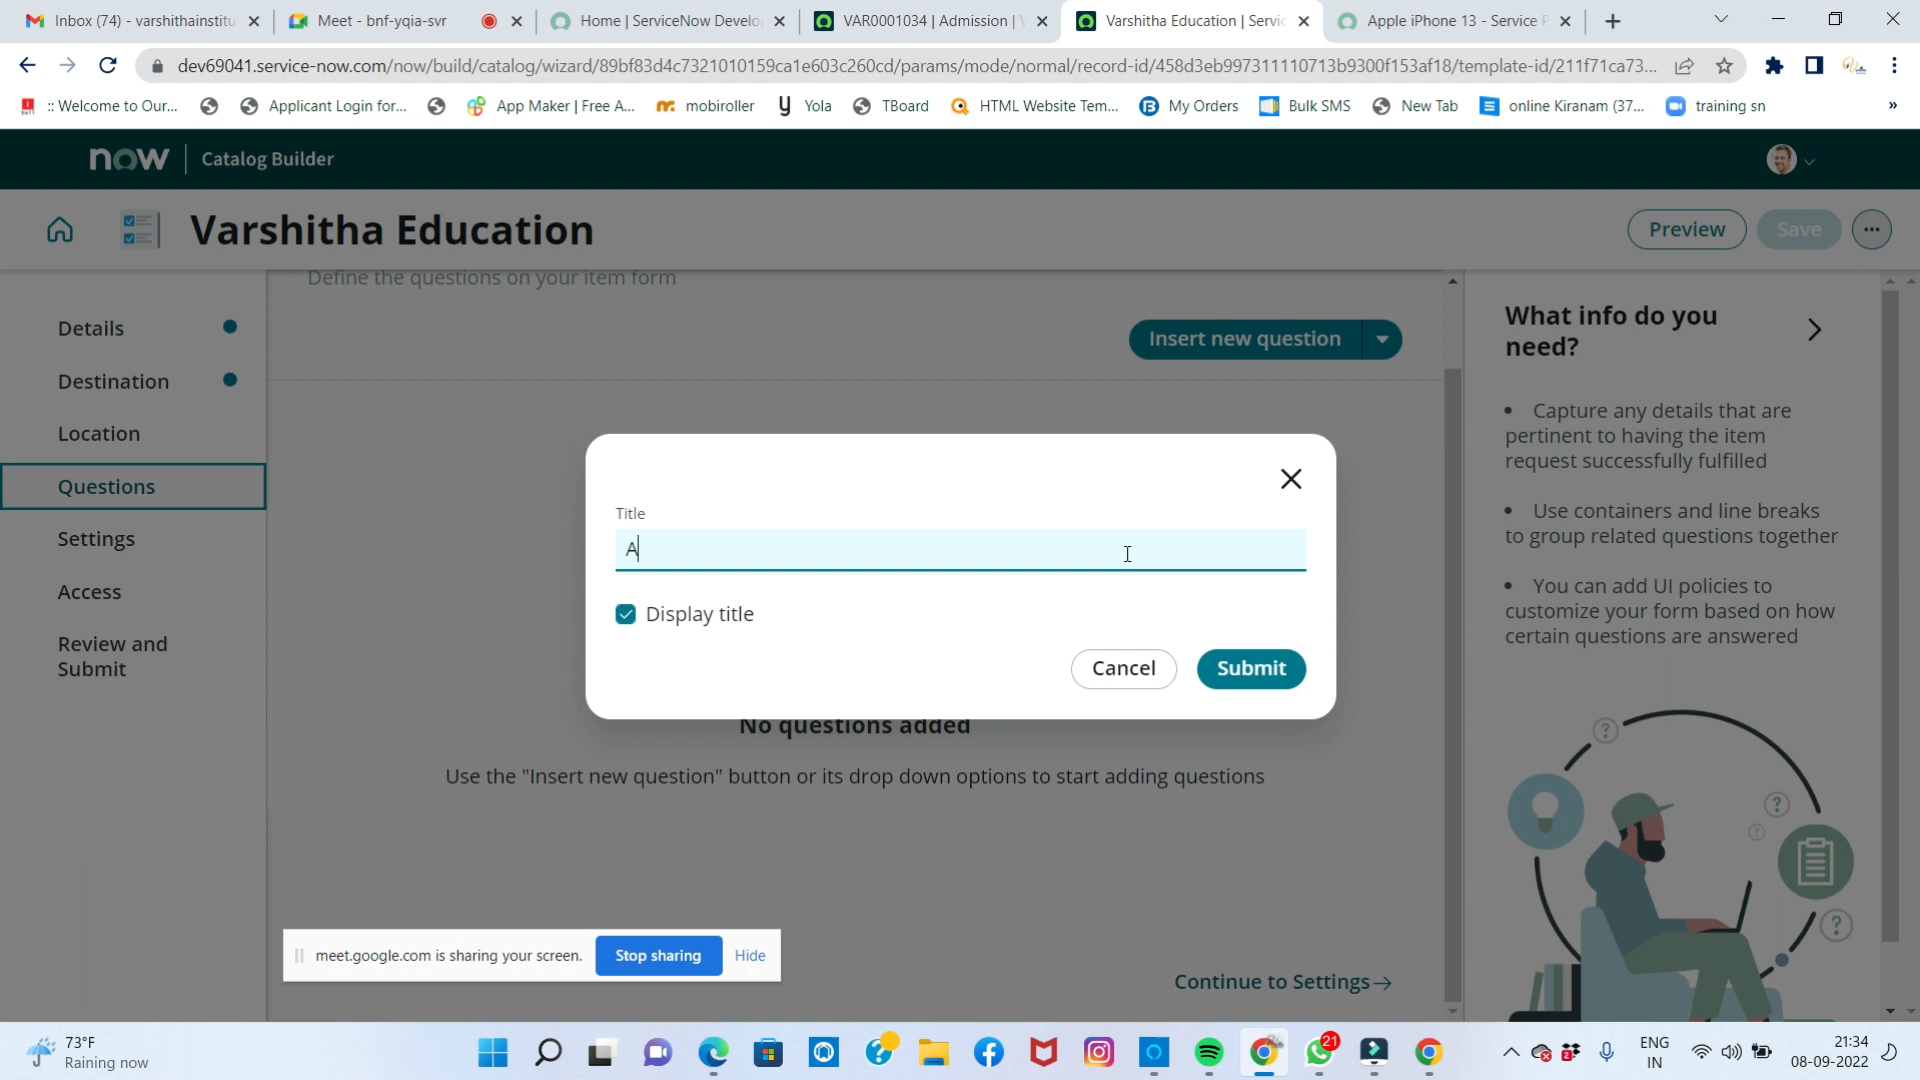 Inbox (74) - varshithainstitu
Meet - bnf-yqia-svr
Home | ServiceNow Develo
VAR0001034 | Admission | V
Varshitha Education | Servic
Apple iPhone 13 - Service P
dev69041.service-now.com/now/build/catalog/wizard/89bf83d4c7321010159ca1e603c260cd/params/mode/normal/record-id/458d3eb997311110713b9300f153af18/template-id/211f71ca73...
:: Welcome to Our...
Applicant Login for...
App Maker | Free A...
mobiroller
Yola
TBoard
HTML Website Tem...
My Orders
Bulk SMS
New Tab
online Kiranam (37...
training sn
»
now
Catalog Builder
Varshitha Education
Preview
Save
Define the questions on your item form
Details
Destination
Location
Questions
Settings
Access
Review and
Submit
Insert new question
Title
A
Display title
Cancel
Submit
No questions added
Use the "Insert new question" button or its drop down options to start adding questions
Continue to Settings
What info do you
need?
• Capture any details that are
pertinent to having the item
request successfully fulfilled
• Use containers and line breaks
to group related questions together
• You can add UI policies to
customize your form based on how
certain questions are answered
meet.google.com is sharing your screen.
Stop sharing
Hide
73°F
Raining now
21
ENG
IN
21:34
08-09-2022